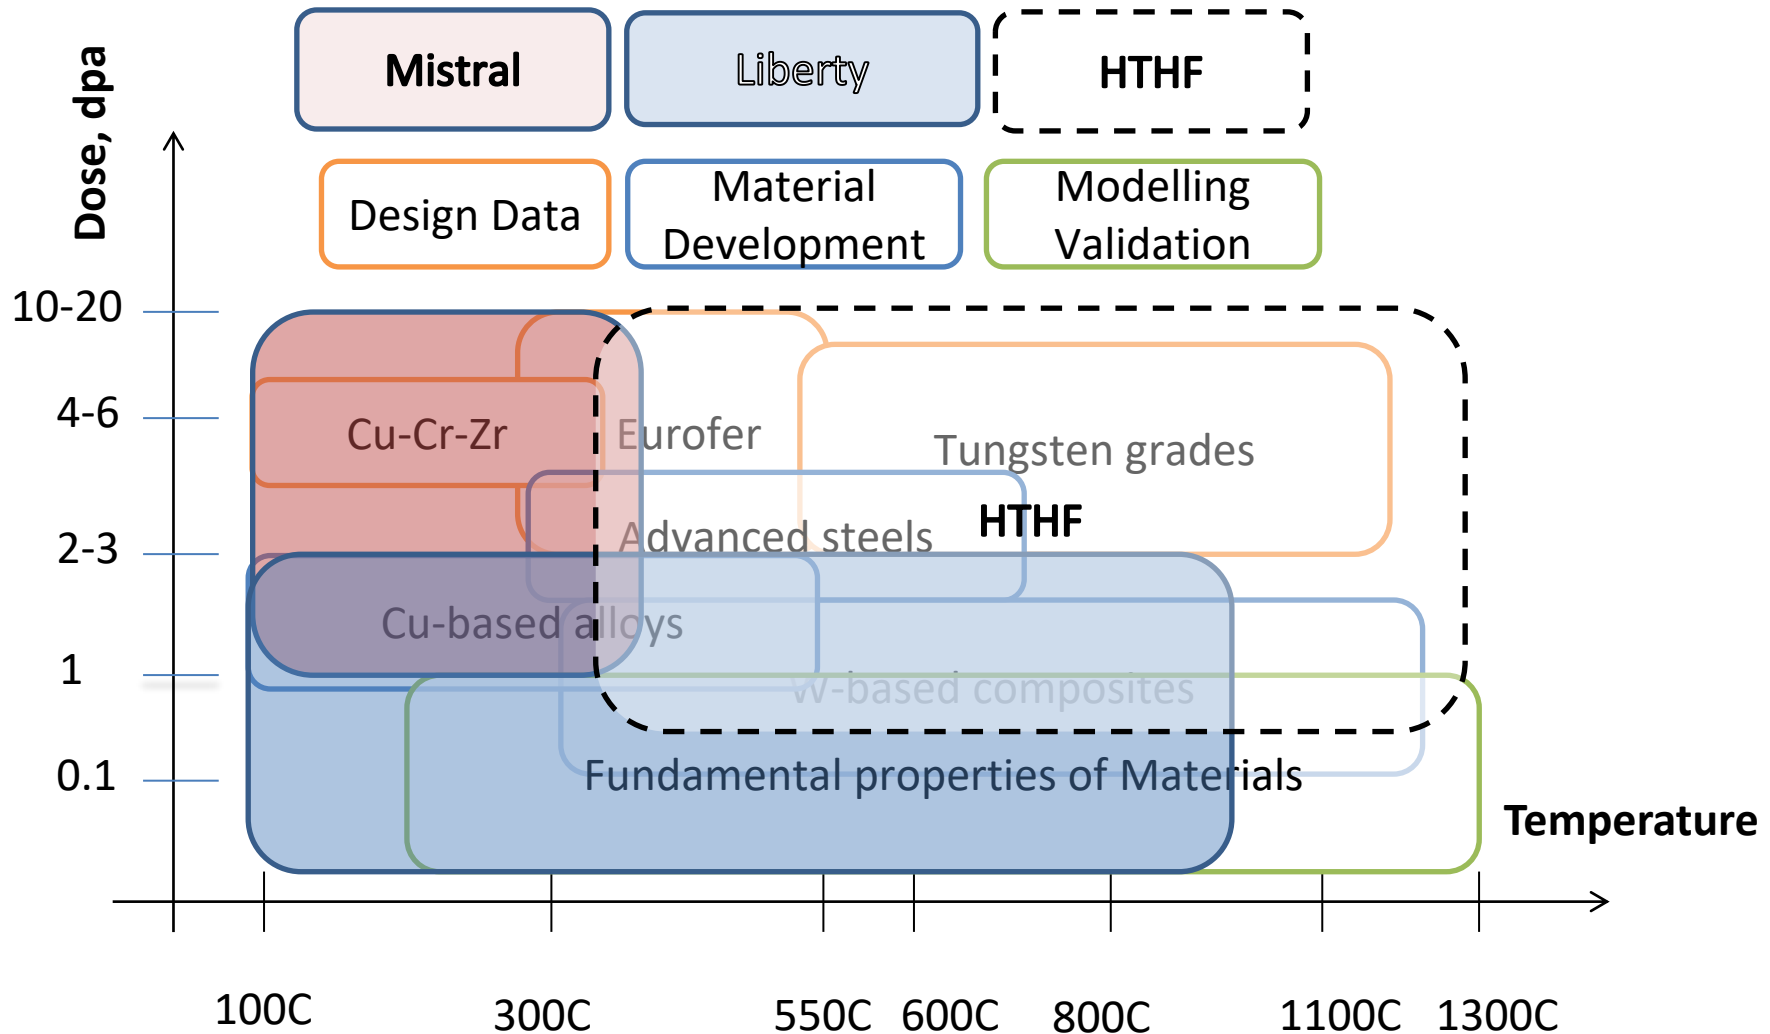 Mistral
Liberty
HTHF
Dose, dpa
Design Data
Material
Development
Modelling
Validation
10-20
4-6
2-3
1
0.1
Cu-Cr-Zr
Eurofer
Tungsten grades
HTHF
Advanced steels
Cu-based alloys
W-based composites
Fundamental properties of Materials
Temperature
100C
300C
550C
600C
800C
1100C
1300C